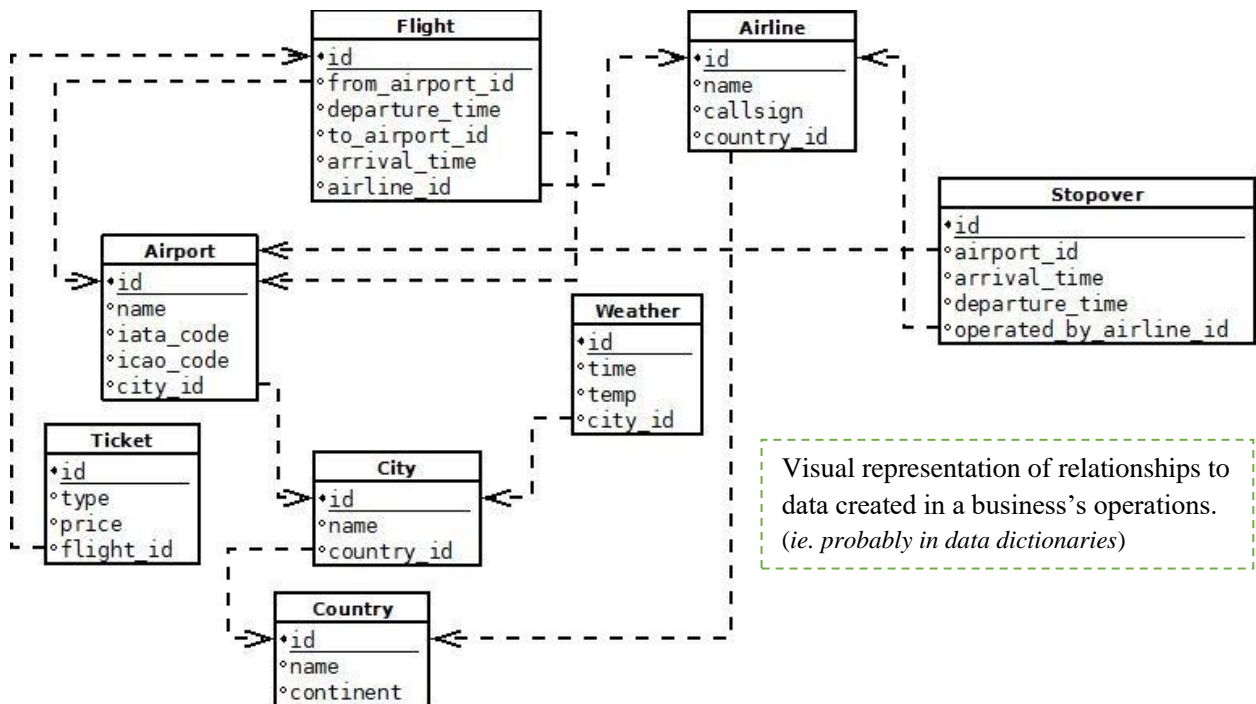 Flight
id
from_airport_id
departure_time
to_airport_id
arrival_time
airline_id
Airline
id
name
callsign
country_id
Stopover
id
airport_id
arrival_time
departure_time
operated_by_airline_id
Airport
id
name
iata_code
icao_code
city_id
Weather
id
time
temp
city_id
Ticket
id
type
price
flight_id
City
id
name
country_id
Visual representation of relationships to
data created in a business’s operations.
(ie. probably in data dictionaries)
Country
id
name
continent